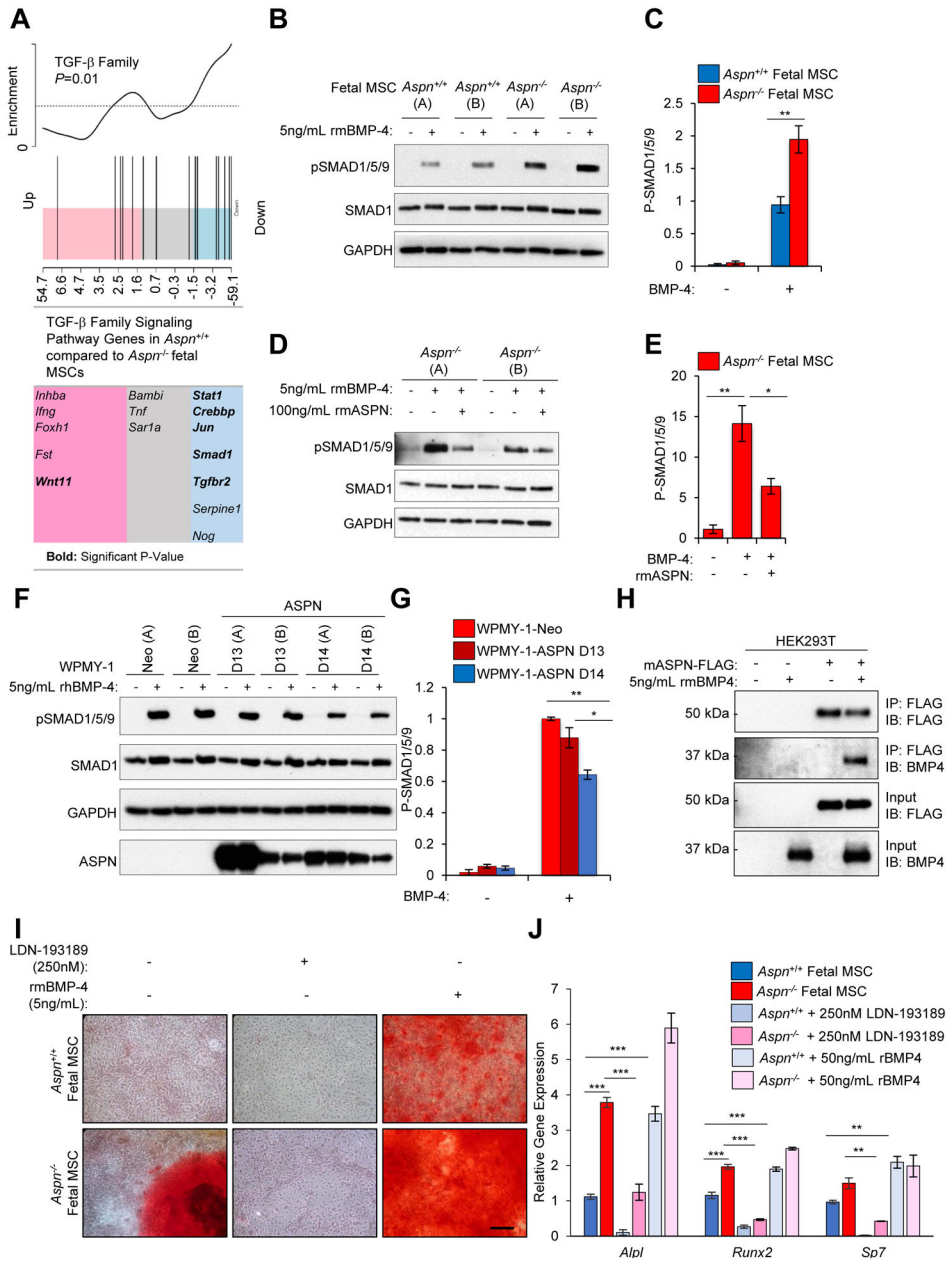 A
TGF-β Family
P=0.01
Enrichment
0
Up
Down
Down
54.7
6.6
4.7
3.5
2.5
1.6
0.7
-0.3
-1.5
-3.2
-59.1
TGF-β Family Signaling
Pathway Genes in Aspn+/+
compared to Aspn-/- fetal
MSCs
Inhba Bambi Stat1
Ifng Tnf Crebbp
Foxh1 Sar1a Jun
Fst Smad1
Wnt11 Tgfbr2
Serpine1
Nog
Bold: Significant P-Value
B
Fetal MSC Aspn+/+ Aspn+/+ Aspn-/- Aspn-/-
(A) (B) (A) (B)
5ng/mL rmBMP-4: - + - + - + - +
pSMAD1/5/9
SMAD1
GAPDH
C
Aspn+/+ Fetal MSC
Aspn-/- Fetal MSC
P-SMAD1/5/9
2.5
2
1.5
1
0.5
0
**
BMP-4: - +
D
Aspn-/- Aspn-/-
(A) (B)
5ng/mL rmBMP-4: - + + - + +
100ng/mL rmASPN: - - + - - +
pSMAD1/5/9
SMAD1
GAPDH
E
Aspn-/- Fetal MSC
P-SMAD1/5/9
20
15
10
5
0
** *
BMP-4: - + +
rmASPN: - - +
F
ASPN
WPMY-1 Neo (A) Neo (B) D13 (A) D13 (B) D14 (A) D14 (B)
5ng/mL rhBMP-4: - + - + - + - + - + - +
pSMAD1/5/9
SMAD1
GAPDH
ASPN
G
WPMY-1-Neo
WPMY-1-ASPN D13
WPMY-1-ASPN D14
P-SMAD1/5/9
1.2
1
0.8
0.6
0.4
0.2
0
**
*
BMP-4: - +
H
HEK293T
mASPN-FLAG: - - + +
5ng/mL rmBMP4: - + - +
50 kDa IP: FLAG
IB: FLAG
37 kDa IP: FLAG
IB: BMP4
50 kDa Input
IB: FLAG
37 kDa Input
IB: BMP4
I
LDN-193189
(250nM): - + -
rmBMP-4
(5ng/mL): - - +
Aspn+/+
Fetal MSC
Aspn-/-
Fetal MSC
J
Aspn+/+ Fetal MSC
Aspn-/- Fetal MSC
Aspn+/+ + 250nM LDN-193189
Aspn-/- + 250nM LDN-193189
Aspn+/+ + 50ng/mL rBMP4
Aspn-/- + 50ng/mL rBMP4
Relative Gene Expression
7
6
5
4
3
2
1
0
***
*** ***
***
***
***
**
**
Alpl Runx2 Sp7